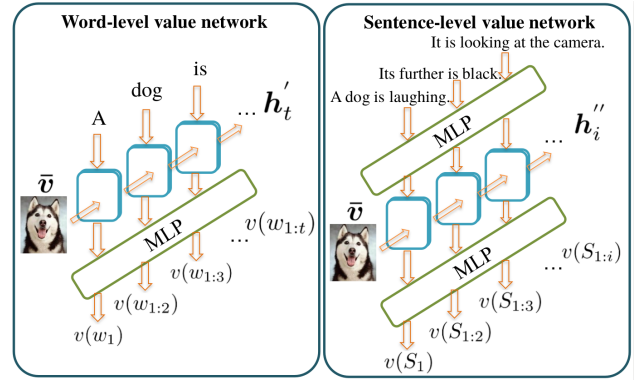 Word-level value network
A
dog
is
... h′_t
v̄
MLP
... v(w_{1:t})
v(w_{1:3})
v(w_{1:2})
v(w_1)
Sentence-level value network
It is looking at the camera.
Its further is black.
A dog is laughing.
MLP
... h′′_i
v̄
MLP
... v(S_{1:i})
v(S_{1:3})
v(S_{1:2})
v(S_1)